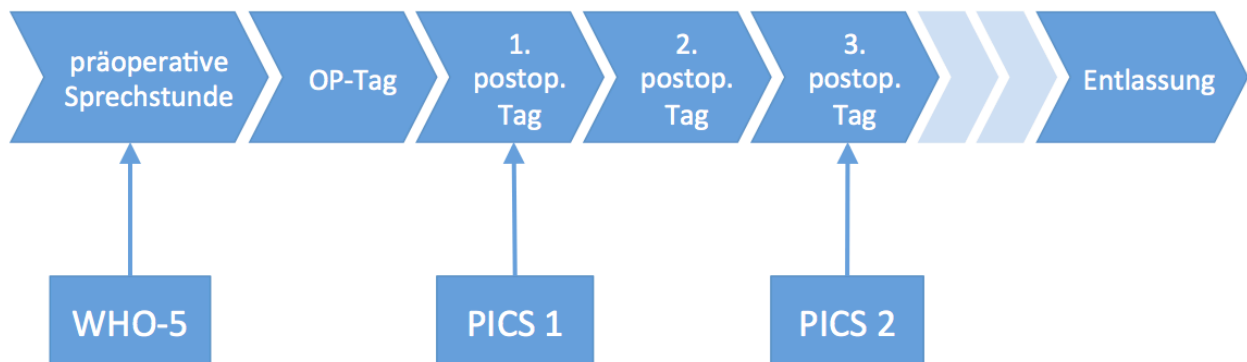 präoperative
Sprechstunde
OP-Tag
1.
postop.
Tag
2.
postop.
Tag
3.
postop.
Tag
Entlassung
WHO-5
PICS 1
PICS 2